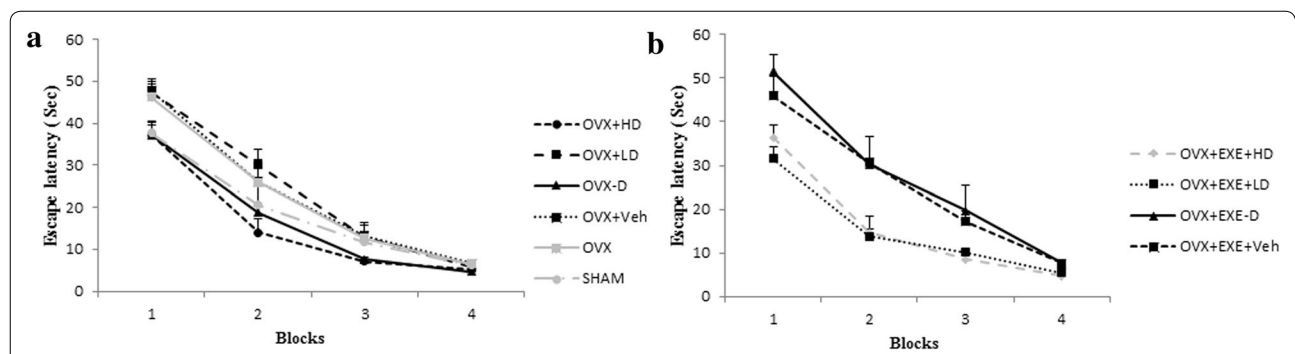 a
60
50
40
30
20
10
0
Escape latency ( Sec)
1 2 3 4
Blocks
OVX+HD
OVX+LD
OVX-D
OVX+Veh
OVX
SHAM
b
60
50
40
30
20
10
0
Escape latency (Sec)
1 2 3 4
Blocks
OVX+EXE+HD
OVX+EXE+LD
OVX+EXE-D
OVX+EXE+Veh